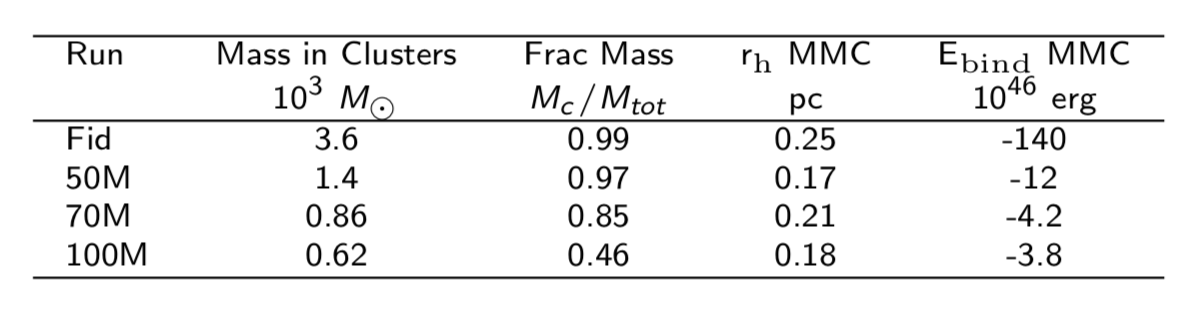 Run Mass in Clusters Frac Mass r_h MMC E_bind MMC
10^3 M_⊙ M_c/M_tot pc 10^46 erg
Fid 3.6 0.99 0.25 -140
50M 1.4 0.97 0.17 -12
70M 0.86 0.85 0.21 -4.2
100M 0.62 0.46 0.18 -3.8